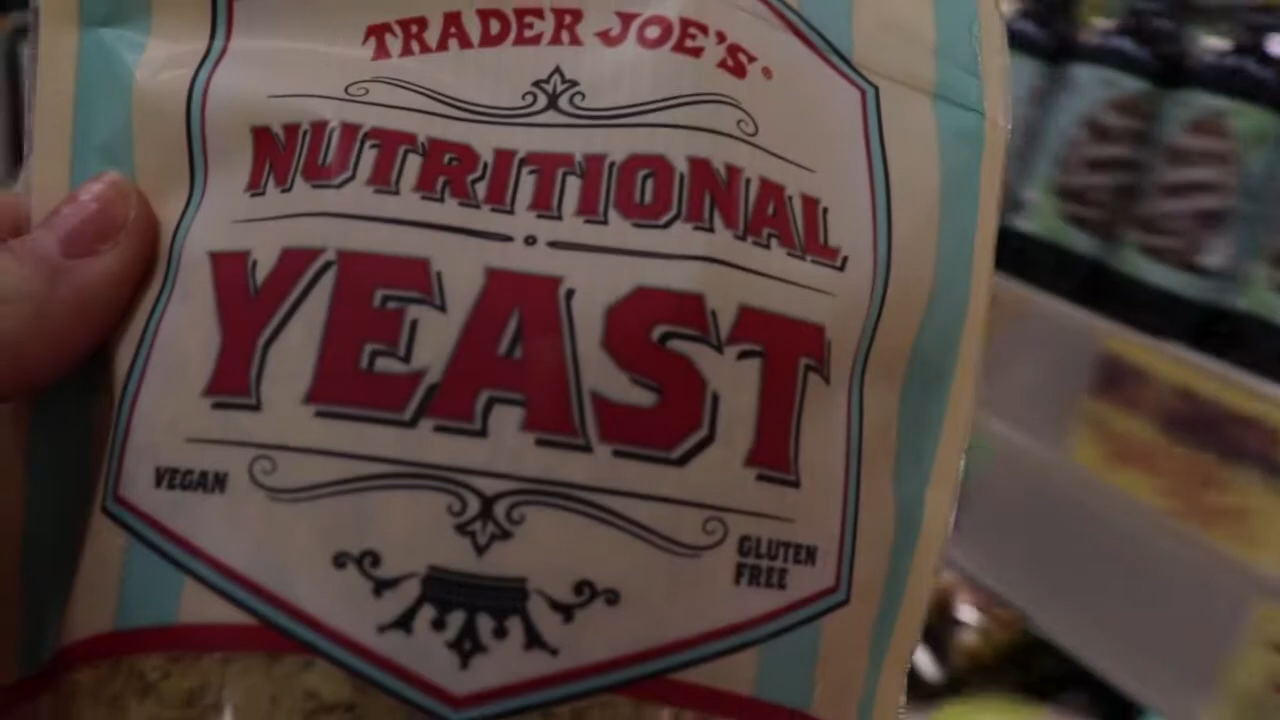 TRADER JOE'S®
NUTRITIONAL
YEAST
VEGAN
GLUTEN
FREE